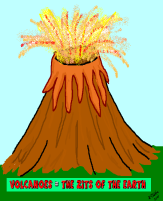 VOLCANOES - THE ZITS OF THE EARTH